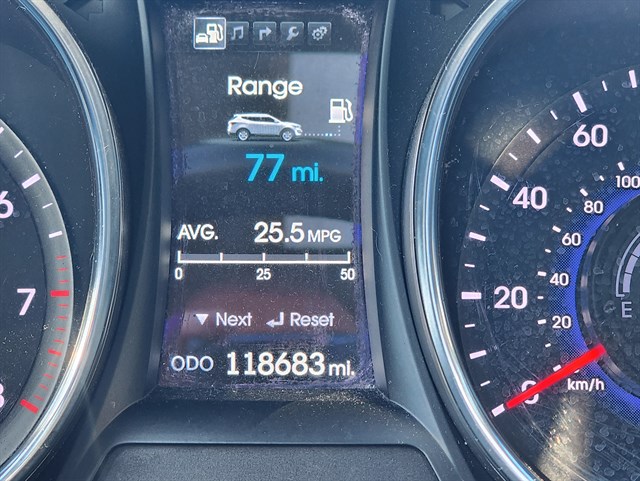 Range
77 mi.
AVG. 25.5 MPG
0 25 50
▼ Next ↲ Reset
ODO 118683 mi.
6
7
8
60
40
20
0
100
80
60
40
20
km/h
E